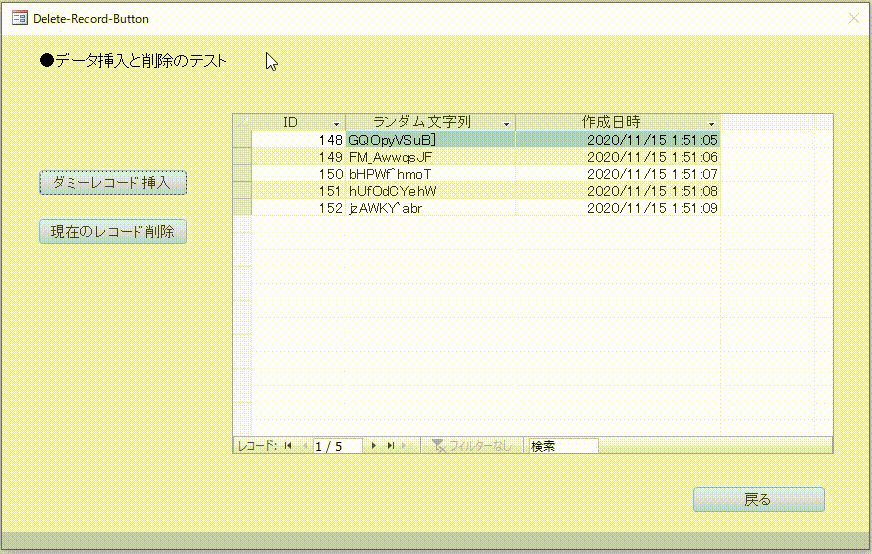 Delete-Record-Button
●データ挿入と削除のテスト
ID ランダム文字列 作成日時
148 GQOpyVSuB] 2020/11/15 1:51:05
149 FM_AwwqsJF 2020/11/15 1:51:06
150 bHPWf^hmoT 2020/11/15 1:51:07
151 hUfOdCYehW 2020/11/15 1:51:08
152 jzAWKY^abr 2020/11/15 1:51:09
ダミーレコード挿入
現在のレコード削除
レコード: 1 / 5 フィルターなし 検索
戻る